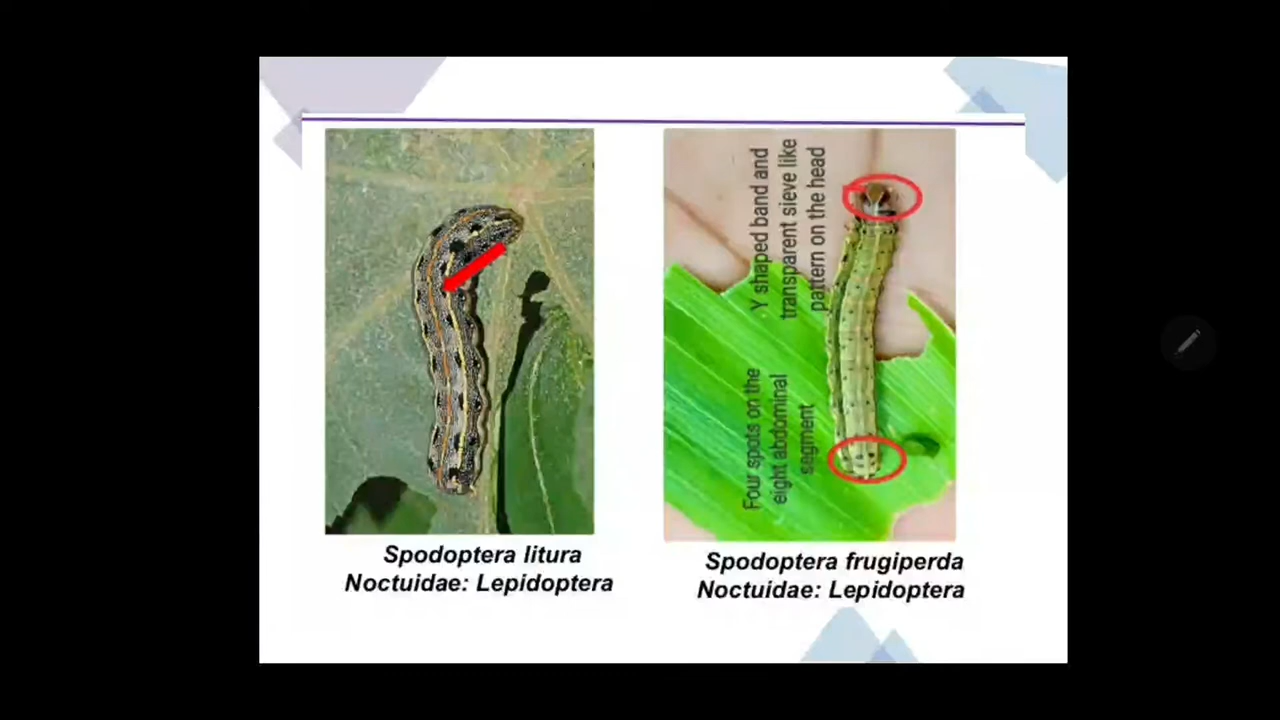 Y shaped band and
transparent sieve like
pattern on the head
Four spots on the
eight abdominal
segment
Spodoptera litura
Noctuidae: Lepidoptera
Spodoptera frugiperda
Noctuidae: Lepidoptera